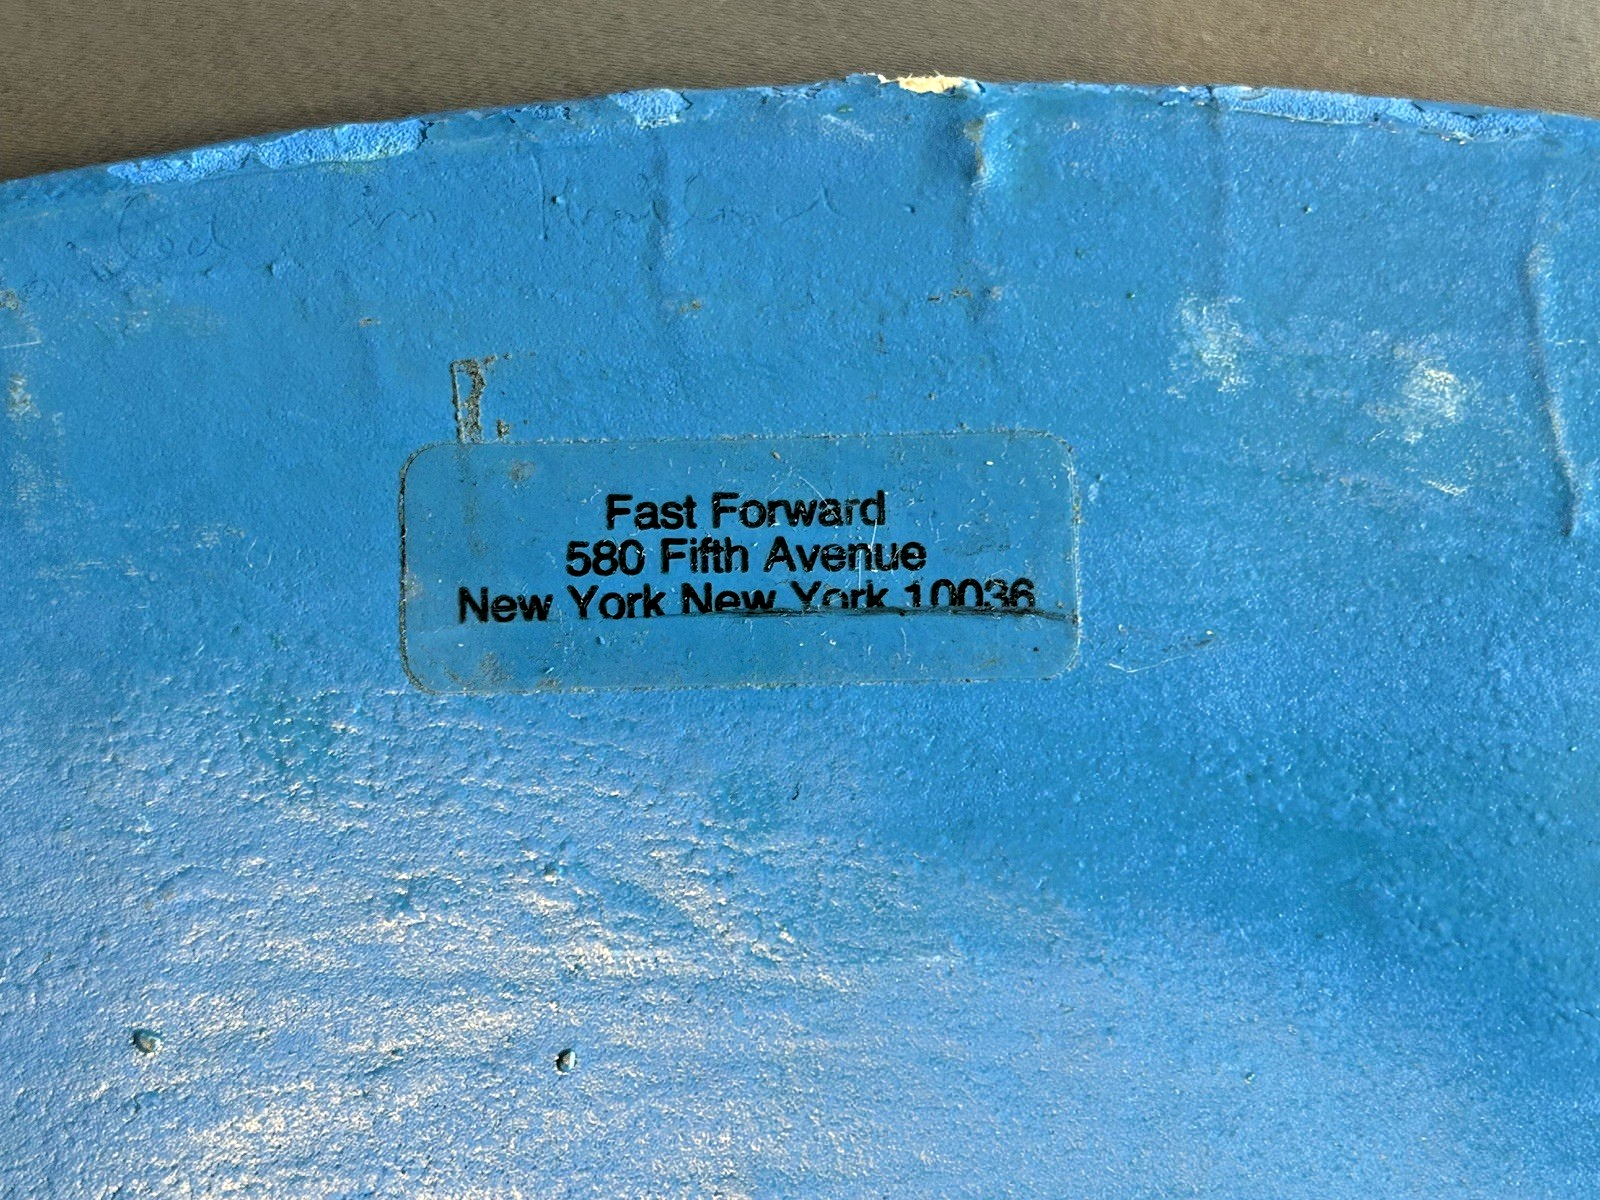 Fast Forward
580 Fifth Avenue
New York New York 10036